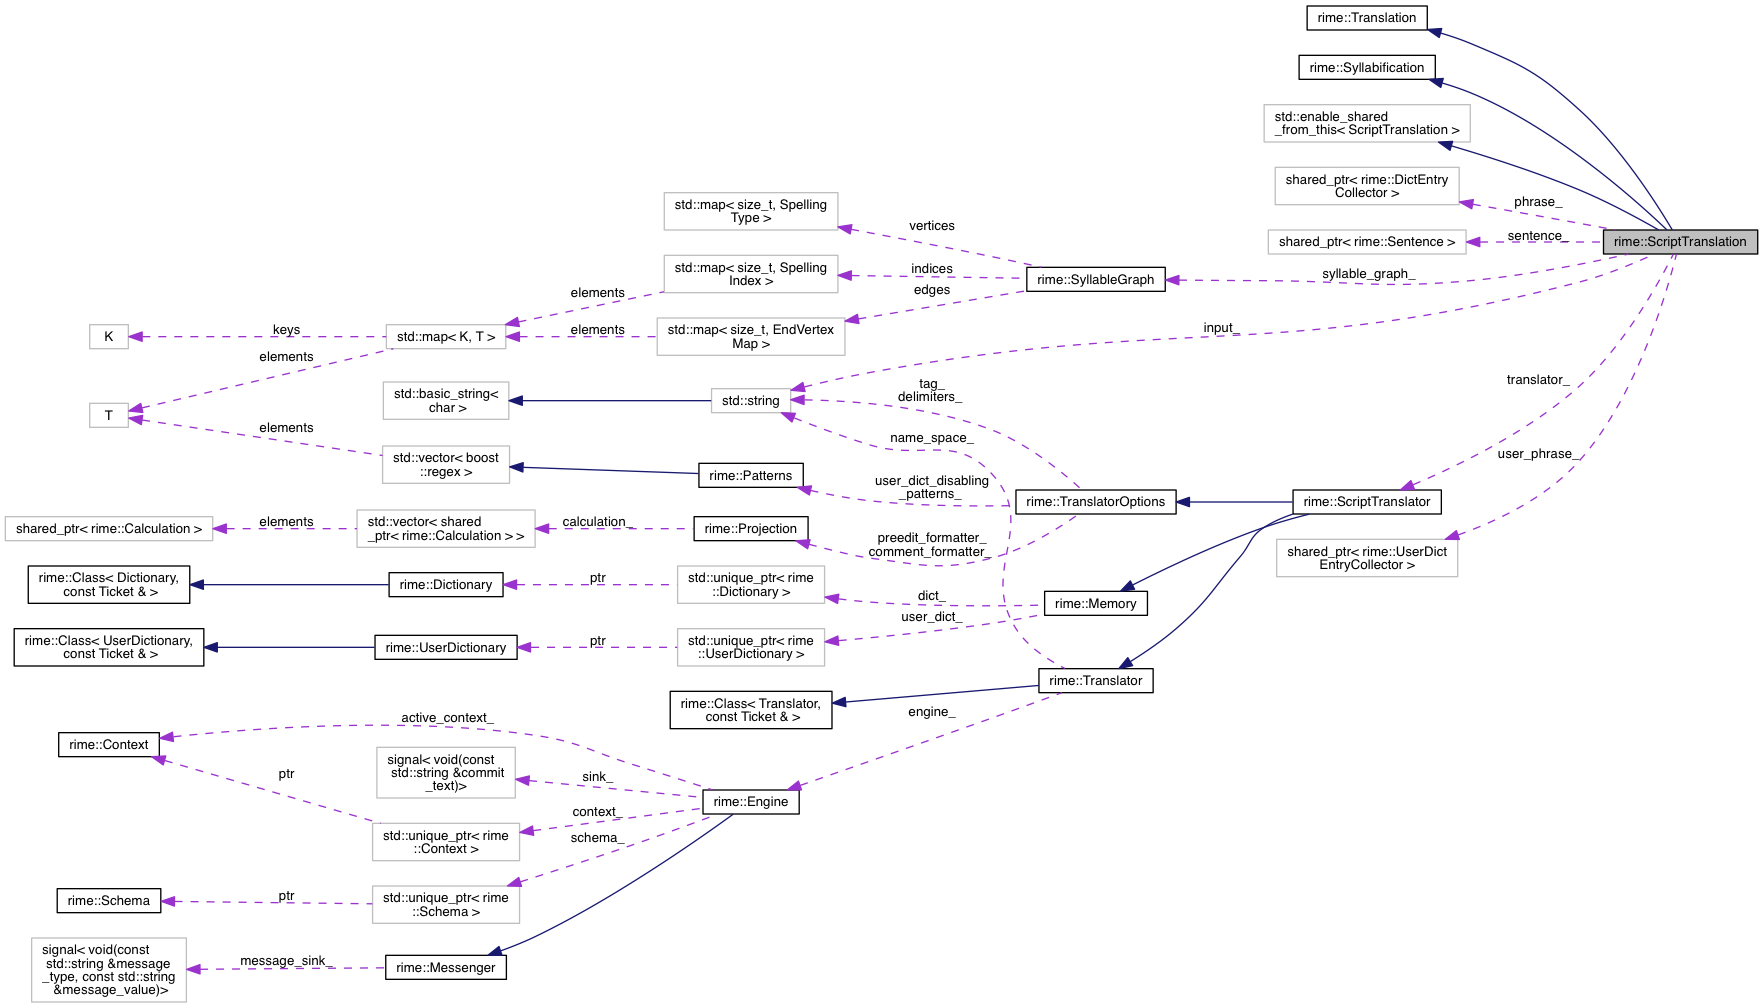 rime::Translation
rime::Syllabification
std::enable_shared
_from_this< ScriptTranslation >
shared_ptr< rime::DictEntry
Collector >
phrase_
shared_ptr< rime::Sentence >
sentence_
rime::ScriptTranslation
std::map< size_t, Spelling
Type >
vertices
std::map< size_t, Spelling
Index >
indices
rime::SyllableGraph
syllable_graph_
elements
edges
K
keys
std::map< K, T >
elements
std::map< size_t, EndVertex
Map >
input_
elements
T
std::basic_string<
char >
std::string
tag_
delimiters_
translator_
elements
std::vector< boost
::regex >
rime::Patterns
name_space_
user_phrase_
user_dict_disabling
_patterns_
rime::TranslatorOptions
rime::ScriptTranslator
shared_ptr< rime::Calculation >
elements
std::vector< shared
_ptr< rime::Calculation > >
calculation_
rime::Projection
preedit_formatter_
comment_formatter_
shared_ptr< rime::UserDict
EntryCollector >
rime::Class< Dictionary,
const Ticket & >
rime::Dictionary
ptr
std::unique_ptr< rime
::Dictionary >
dict_
rime::Memory
user_dict_
rime::Class< UserDictionary,
const Ticket & >
rime::UserDictionary
ptr
std::unique_ptr< rime
::UserDictionary >
rime::Translator
rime::Class< Translator,
const Ticket & >
engine_
active_context_
rime::Context
signal< void(const
std::string &commit
_text)>
sink_
ptr
rime::Engine
context_
std::unique_ptr< rime
::Context >
schema_
rime::Schema
ptr
std::unique_ptr< rime
::Schema >
signal< void(const
std::string &message
_type, const std::string
&message_value)>
message_sink_
rime::Messenger